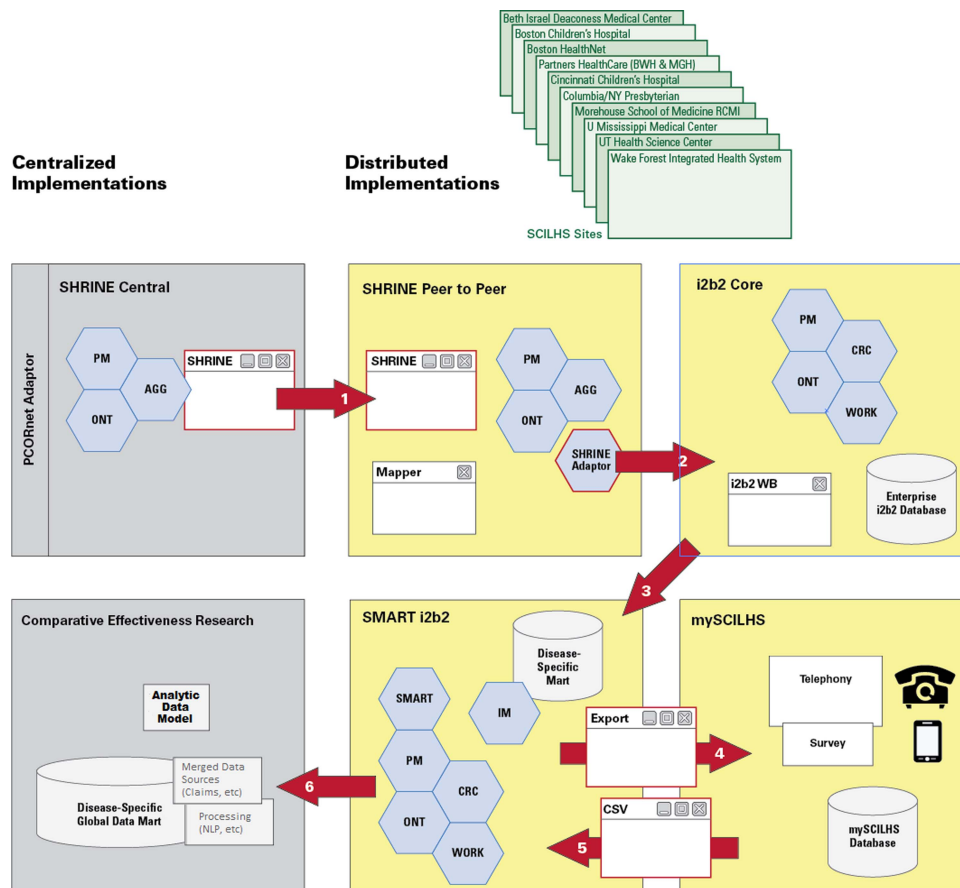 Beth Israel Deaconess Medical Center
Boston Children's Hospital
Boston HealthNet
Partners HealthCare (BWH & MGH)
Cincinnati Children's Hospital
Columbia/NY Presbyterian
Morehouse School of Medicine RCMI
U Mississippi Medical Center
UT Health Science Center
Wake Forest Integrated Health System
SCILHS Sites
Centralized
Implementations
Distributed
Implementations
PCORnet Adaptor
SHRINE Central
PM
AGG
ONT
SHRINE
1
SHRINE Peer to Peer
SHRINE
Mapper
PM
AGG
ONT
SHRINE
Adaptor
2
i2b2 Core
PM
CRC
ONT
WORK
i2b2 WB
Enterprise
i2b2 Database
3
Comparative Effectiveness Research
Analytic
Data
Model
Merged Data
Sources
(Claims, etc)
Processing
(NLP, etc)
Disease-Specific
Global Data Mart
6
SMART i2b2
Disease-
Specific
Mart
SMART
IM
PM
CRC
ONT
WORK
Export
4
CSV
5
mySCILHS
Telephony
Survey
mySCILHS
Database